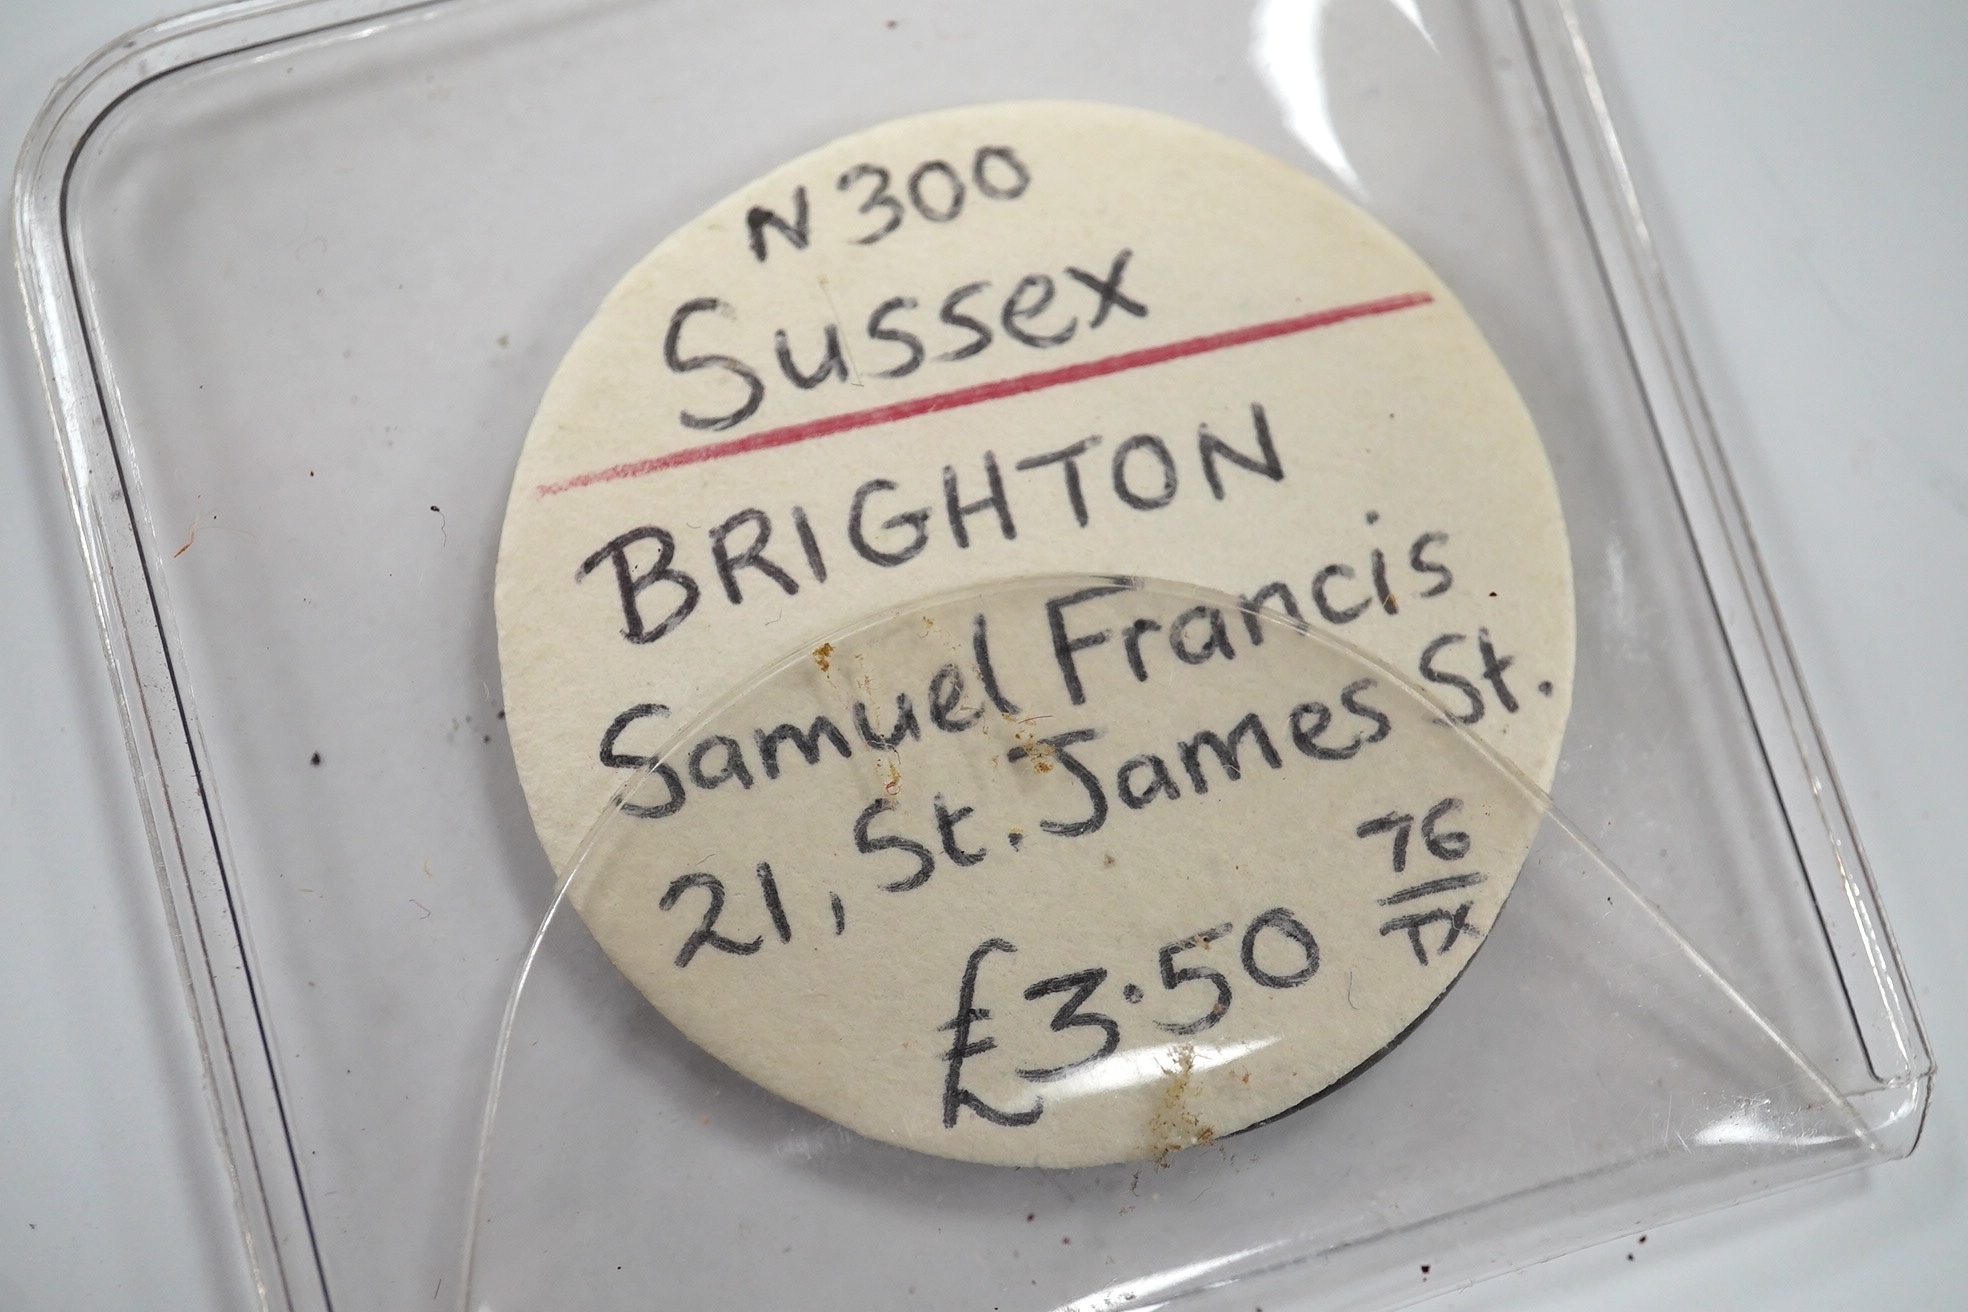 N300
Sussex
BRIGHTON
Samuel Francis
21, St. James St.
£3.50
76
TX